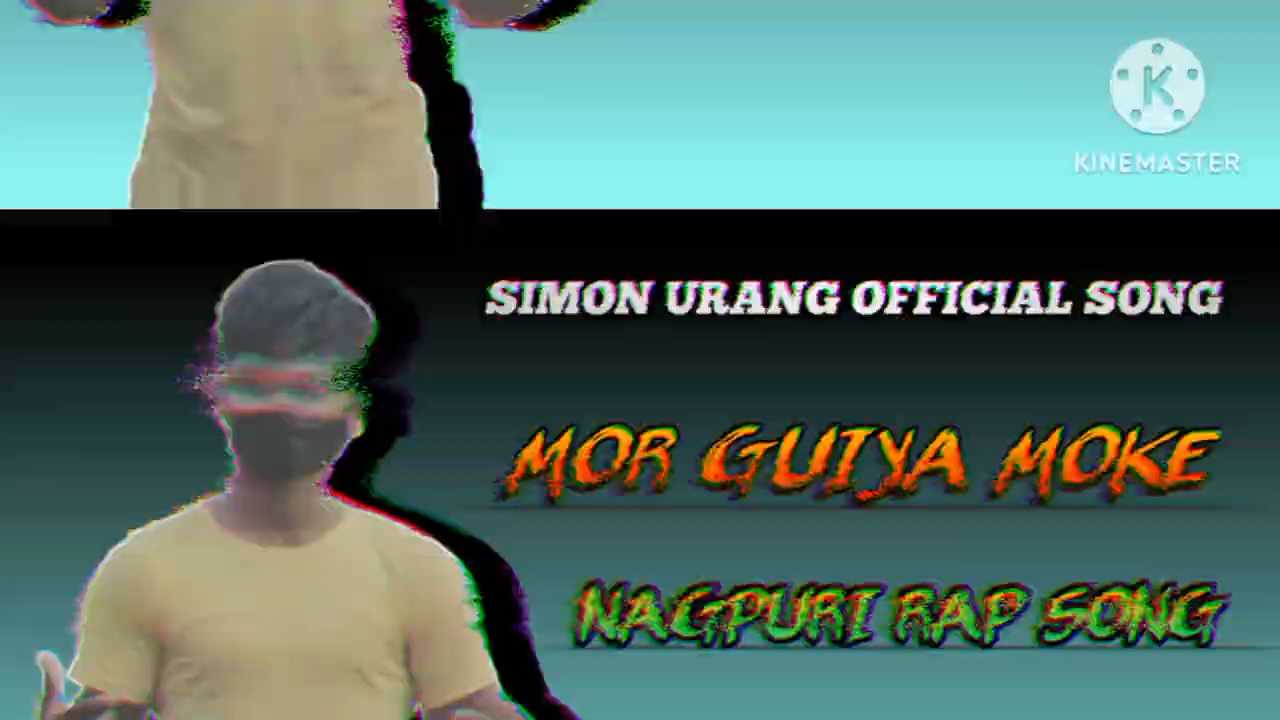 KINEMASTER
SIMON URANG OFFICIAL SONG
MOR GUIYA MOKE
NAGPURI RAP SONG